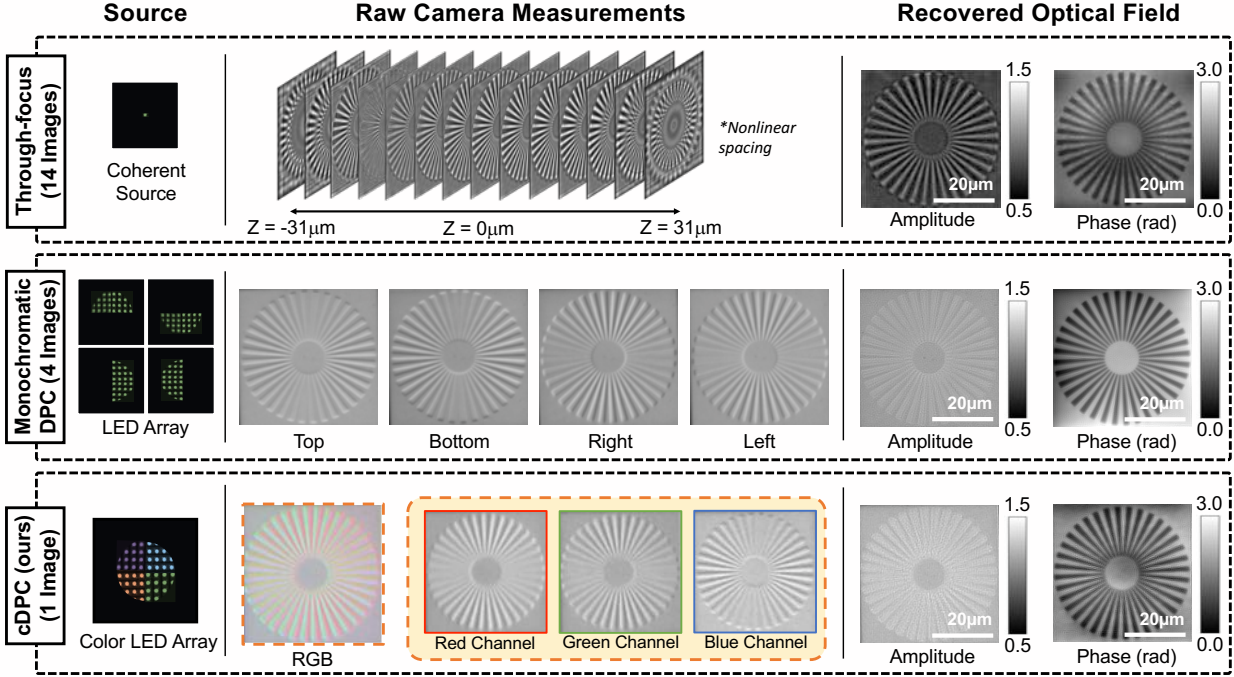 Source
Raw Camera Measurements
Recovered Optical Field
Through-focus
(14 Images)
Coherent
Source
*Nonlinear
spacing
Z = -31μm
Z = 0μm
Z = 31μm
20μm
Amplitude
1.5
0.5
20μm
Phase (rad)
3.0
0.0
Monochromatic
DPC (4 Images)
LED Array
Top
Bottom
Right
Left
20μm
Amplitude
1.5
0.5
20μm
Phase (rad)
3.0
0.0
cDPC (ours)
(1 Image)
Color LED Array
RGB
Red Channel
Green Channel
Blue Channel
20μm
Amplitude
1.5
0.5
20μm
Phase (rad)
3.0
0.0